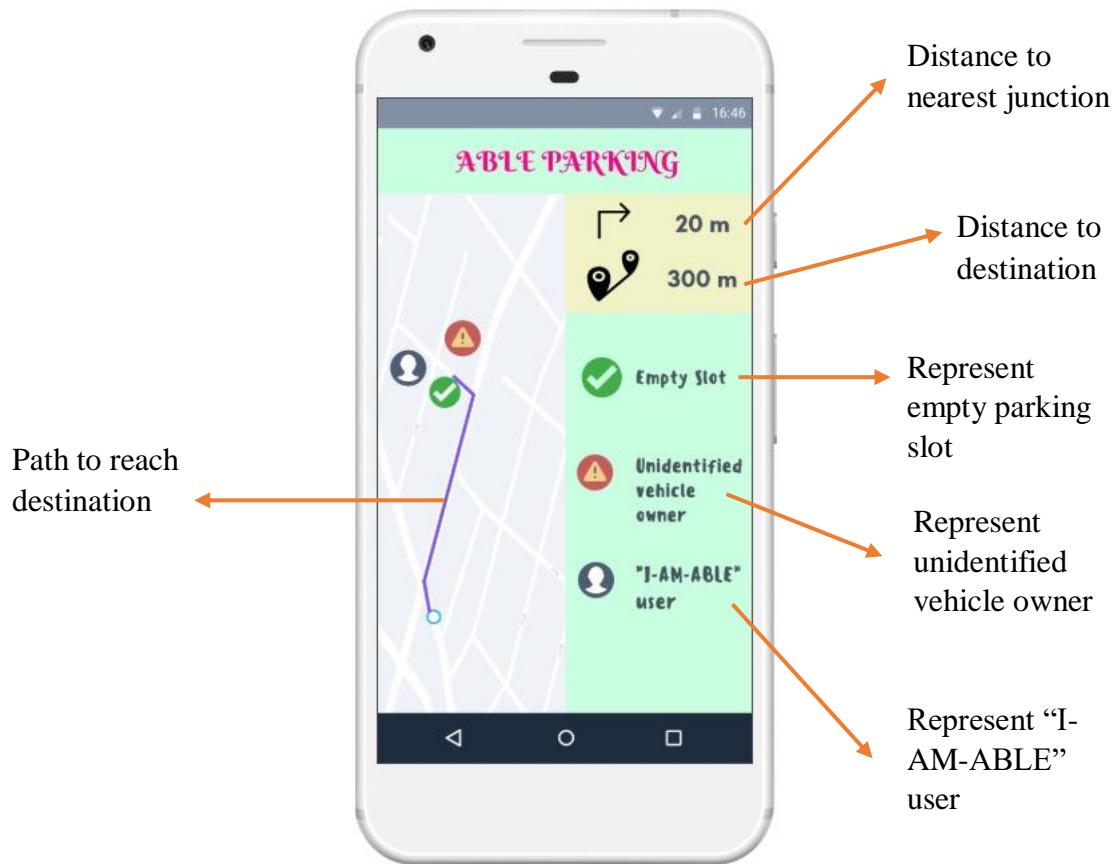 Distance to
nearest junction
16:46
ABLE PARKING
20 m
300 m
Distance to
destination
Empty Slot
Represent
empty parking
slot
Path to reach
destination
Unidentified
vehicle
owner
Represent
unidentified
vehicle owner
"I-AM-ABLE"
user
Represent “I-
AM-ABLE”
user